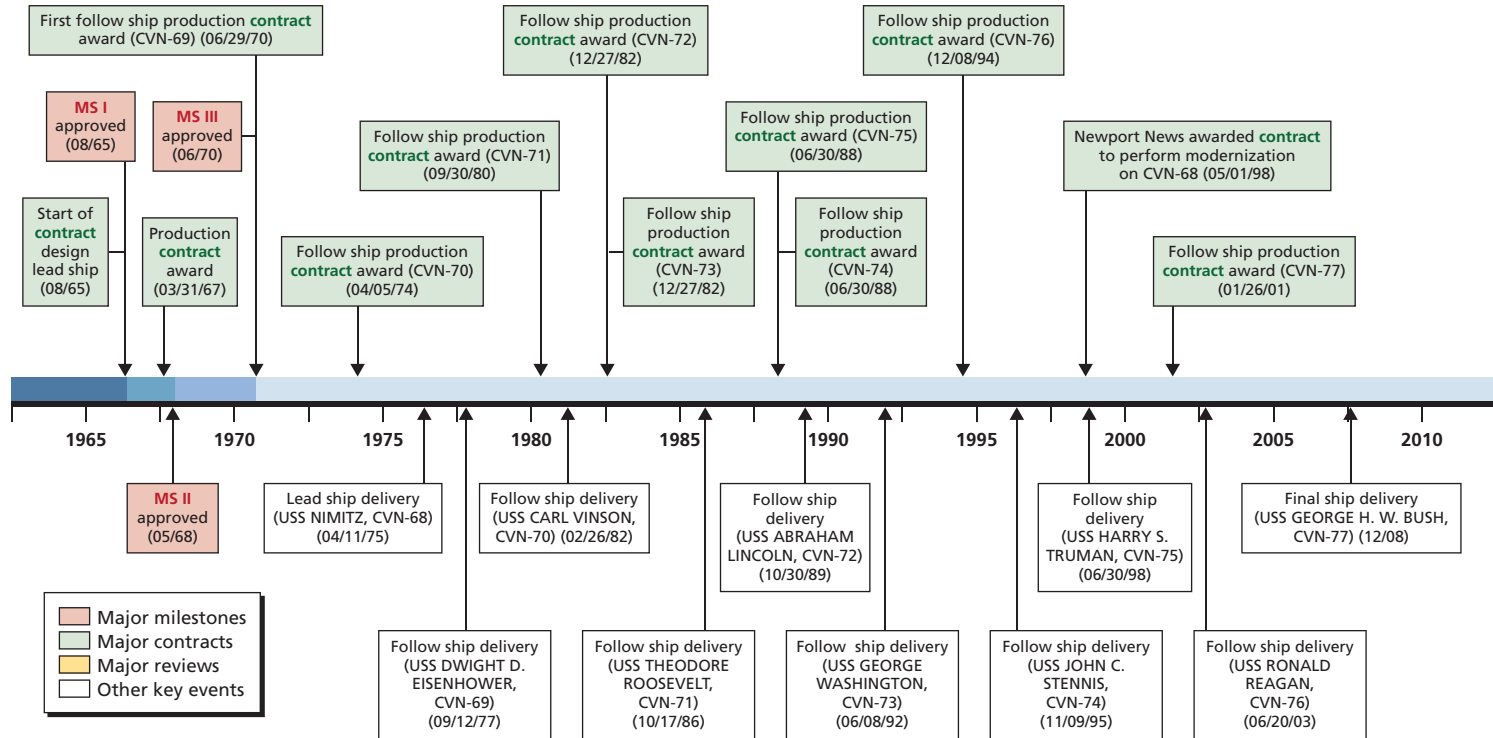 First follow ship production contract
award (CVN-69) (06/29/70)
Follow ship production
contract award (CVN-72)
(12/27/82)
Follow ship production
contract award (CVN-76)
(12/08/94)
MS I
approved
(08/65)
MS III
approved
(06/70)
Follow ship production
contract award (CVN-71)
(09/30/80)
Follow ship production
contract award (CVN-75)
(06/30/88)
Newport News awarded contract
to perform modernization
on CVN-68 (05/01/98)
Start of
contract
design
lead ship
(08/65)
Production
contract
award
(03/31/67)
Follow ship production
contract award (CVN-70)
(04/05/74)
Follow ship
production
contract award
(CVN-73)
(12/27/82)
Follow ship
production
contract award
(CVN-74)
(06/30/88)
Follow ship production
contract award (CVN-77)
(01/26/01)
1965 1970 1975 1980 1985 1990 1995 2000 2005 2010
MS II
approved
(05/68)
Lead ship delivery
(USS NIMITZ, CVN-68)
(04/11/75)
Follow ship delivery
(USS CARL VINSON,
CVN-70) (02/26/82)
Follow ship
delivery
(USS ABRAHAM
LINCOLN, CVN-72)
(10/30/89)
Follow ship
delivery
(USS HARRY S.
TRUMAN, CVN-75)
(06/30/98)
Final ship delivery
(USS GEORGE H. W. BUSH,
CVN-77) (12/08)
Major milestones
Major contracts
Major reviews
Other key events
Follow ship delivery
(USS DWIGHT D.
EISENHOWER,
CVN-69)
(09/12/77)
Follow ship delivery
(USS THEODORE
ROOSEVELT,
CVN-71)
(10/17/86)
Follow ship delivery
(USS GEORGE
WASHINGTON,
CVN-73)
(06/08/92)
Follow ship delivery
(USS JOHN C.
STENNIS,
CVN-74)
(11/09/95)
Follow ship delivery
(USS RONALD
REAGAN,
CVN-76)
(06/20/03)